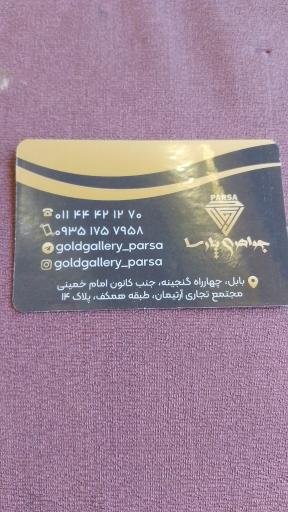 PARSA
جواهری پارسا
۰۱۱ ۴۴ ۴۲ ۱۲ ۷۰
۰۹۳۵ ۱۷۵ ۷۹۵۸
goldgallery_parsa
goldgallery_parsa
بابل، چهارراه گنجینه، جنب کانون امام خمینی
مجتمع تجاری آرتیمان، طبقه همکف، پلاک ۱۴